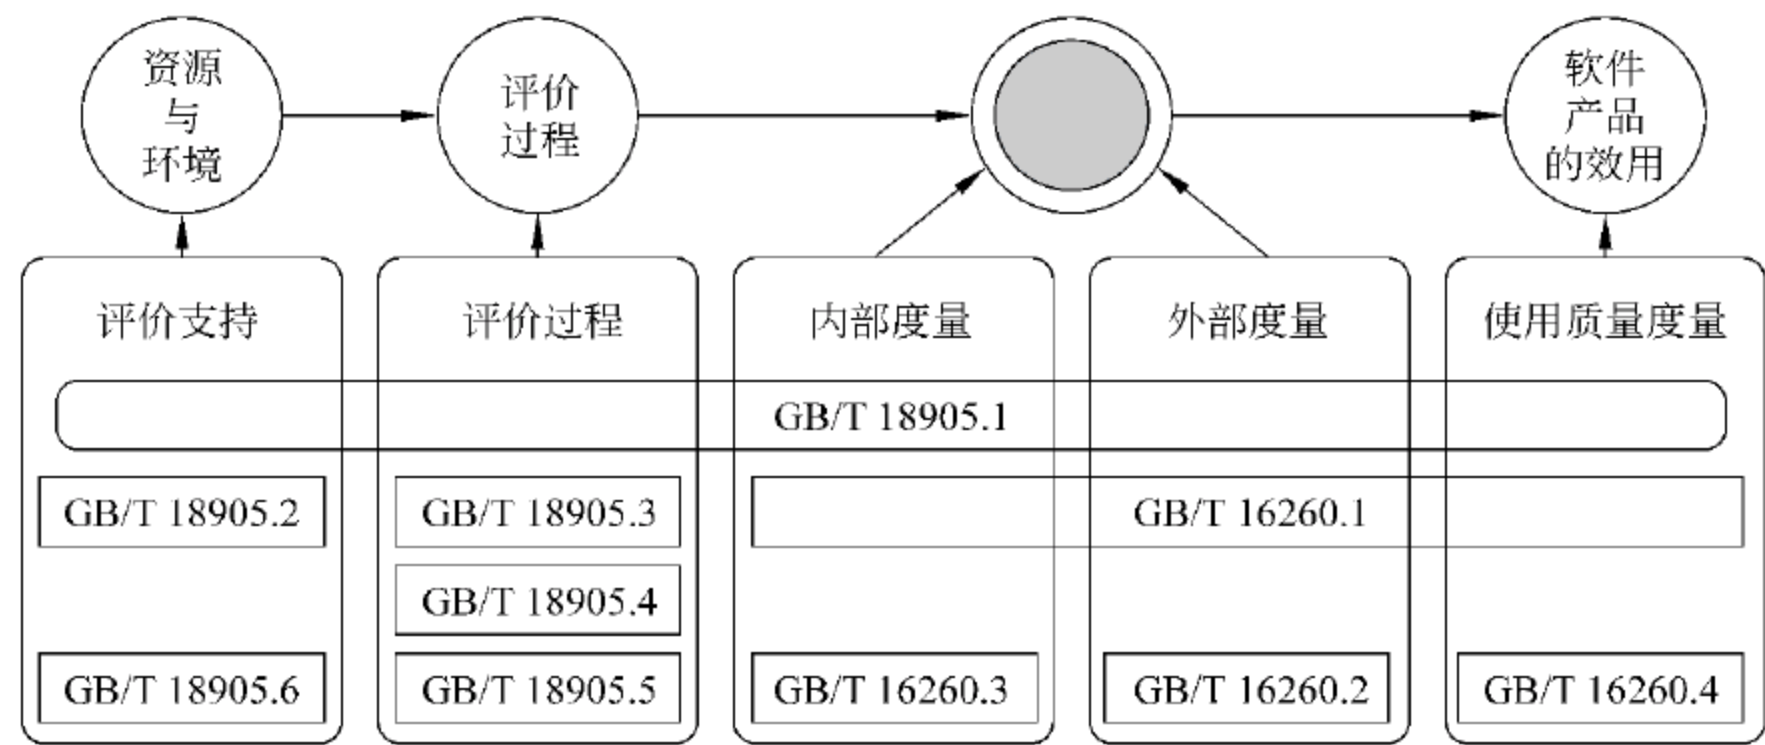 资源
与
环境
评价
过程
软件
产品
的效用
评价支持
评价过程
内部度量
外部度量
使用质量度量
GB/T 18905.1
GB/T 18905.2
GB/T 18905.3
GB/T 16260.1
GB/T 18905.4
GB/T 18905.6
GB/T 18905.5
GB/T 16260.3
GB/T 16260.2
GB/T 16260.4